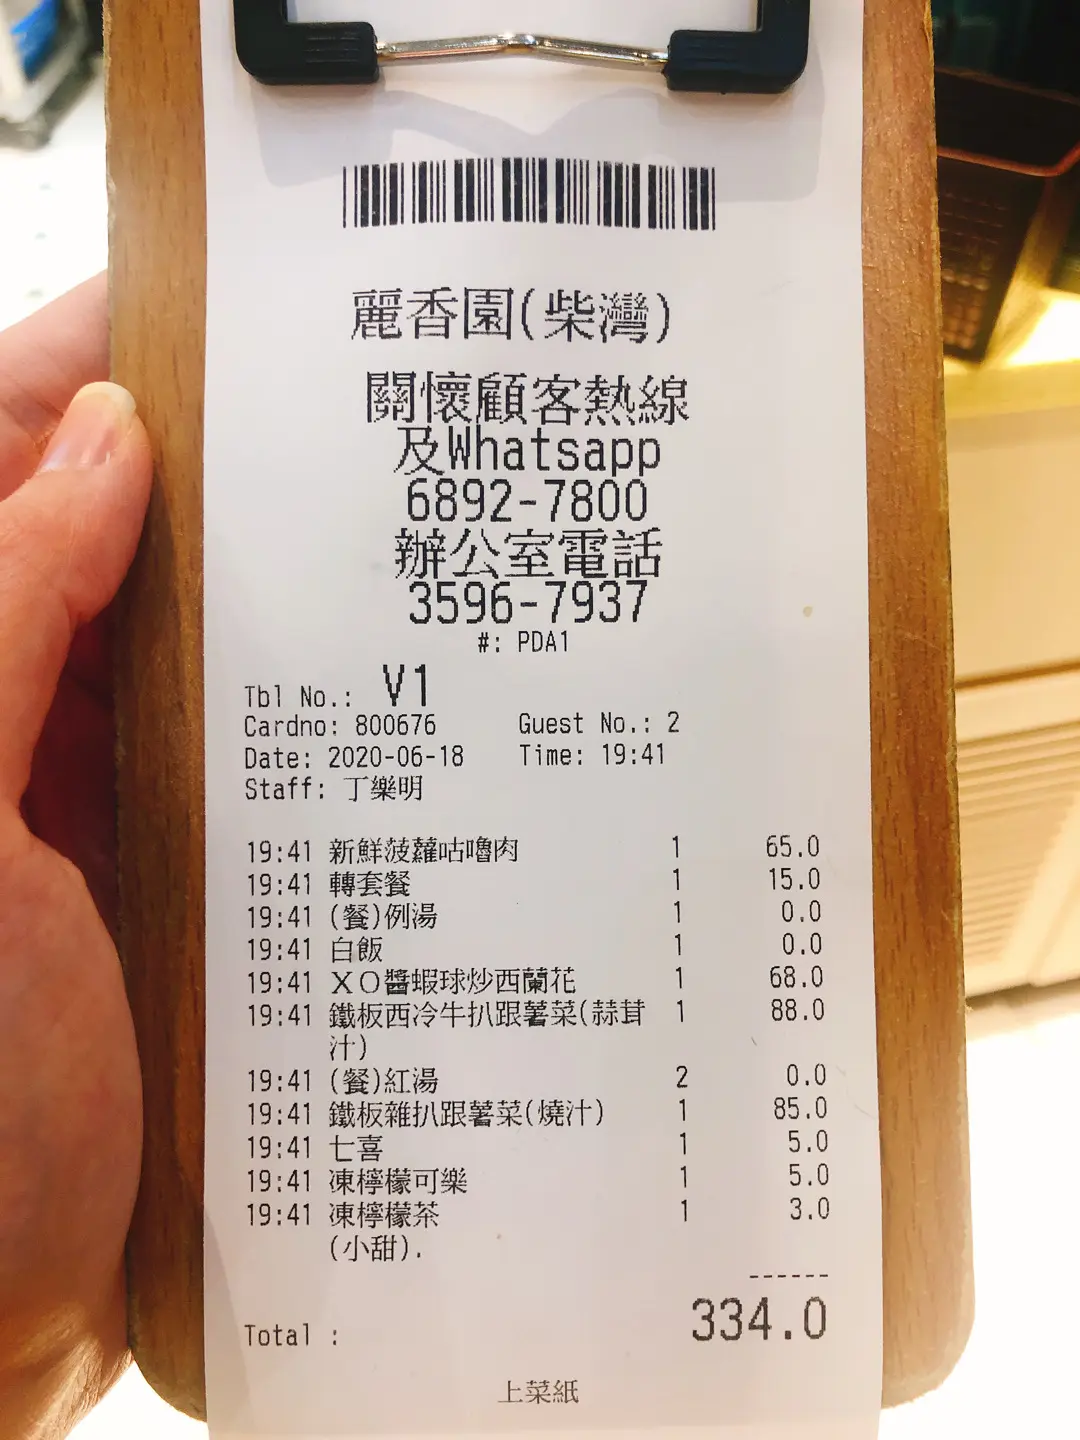 麗香園(柴灣)
關懷顧客熱線
及Whatsapp
6892-7800
辦公室電話
3596-7937
#: PDA1
Tbl No.: V1
Cardno: 800676 Guest No.: 2
Date: 2020-06-18 Time: 19:41
Staff: 丁樂明
19:41 新鮮菠蘿咕嚕肉 1 65.0
19:41 轉套餐 1 15.0
19:41 (餐)例湯 1 0.0
19:41 白飯 1 0.0
19:41 ＸＯ醬蝦球炒西蘭花 1 68.0
19:41 鐵板西冷牛扒跟薯菜(蒜茸 1 88.0
汁)
19:41 (餐)紅湯 2 0.0
19:41 鐵板雜扒跟薯菜(燒汁) 1 85.0
19:41 七喜 1 5.0
19:41 凍檸檬可樂 1 5.0
19:41 凍檸檬茶 1 3.0
(小甜).
------
Total : 334.0
上菜紙